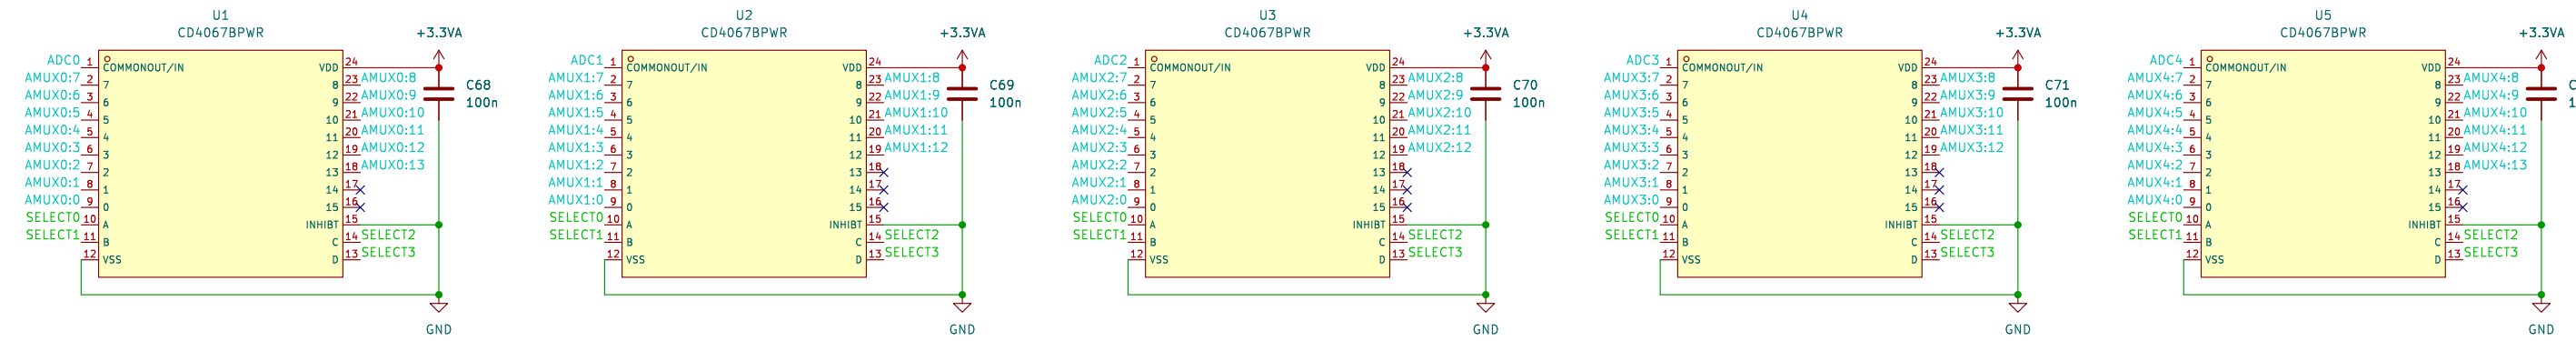 U1
CD4067BPWR
+3.3VA
ADC0 1 COMMONOUT/IN VDD 24
AMUX0:7 2 7 8 23 AMUX0:8
AMUX0:6 3 6 9 22 AMUX0:9
AMUX0:5 4 5 10 21 AMUX0:10
AMUX0:4 5 4 11 20 AMUX0:11
AMUX0:3 6 3 12 19 AMUX0:12
AMUX0:2 7 2 13 18 AMUX0:13
AMUX0:1 8 1 14 17
AMUX0:0 9 0 15 16
SELECT0 10 A INHIBT 15
SELECT1 11 B C 14 SELECT2
12 VSS D 13 SELECT3
C68
100n
GND
U2
CD4067BPWR
+3.3VA
ADC1 1 COMMONOUT/IN VDD 24
AMUX1:7 2 7 8 23 AMUX1:8
AMUX1:6 3 6 9 22 AMUX1:9
AMUX1:5 4 5 10 21 AMUX1:10
AMUX1:4 5 4 11 20 AMUX1:11
AMUX1:3 6 3 12 19 AMUX1:12
AMUX1:2 7 2 13 18
AMUX1:1 8 1 14 17
AMUX1:0 9 0 15 16
SELECT0 10 A INHIBT 15
SELECT1 11 B C 14 SELECT2
12 VSS D 13 SELECT3
C69
100n
GND
U3
CD4067BPWR
+3.3VA
ADC2 1 COMMONOUT/IN VDD 24
AMUX2:7 2 7 8 23 AMUX2:8
AMUX2:6 3 6 9 22 AMUX2:9
AMUX2:5 4 5 10 21 AMUX2:10
AMUX2:4 5 4 11 20 AMUX2:11
AMUX2:3 6 3 12 19 AMUX2:12
AMUX2:2 7 2 13 18
AMUX2:1 8 1 14 17
AMUX2:0 9 0 15 16
SELECT0 10 A INHIBT 15
SELECT1 11 B C 14 SELECT2
12 VSS D 13 SELECT3
C70
100n
GND
U4
CD4067BPWR
+3.3VA
ADC3 1 COMMONOUT/IN VDD 24
AMUX3:7 2 7 8 23 AMUX3:8
AMUX3:6 3 6 9 22 AMUX3:9
AMUX3:5 4 5 10 21 AMUX3:10
AMUX3:4 5 4 11 20 AMUX3:11
AMUX3:3 6 3 12 19 AMUX3:12
AMUX3:2 7 2 13 18
AMUX3:1 8 1 14 17
AMUX3:0 9 0 15 16
SELECT0 10 A INHIBT 15
SELECT1 11 B C 14 SELECT2
12 VSS D 13 SELECT3
C71
100n
GND
U5
CD4067BPWR
+3.3VA
ADC4 1 COMMONOUT/IN VDD 24
AMUX4:7 2 7 8 23 AMUX4:8
AMUX4:6 3 6 9 22 AMUX4:9
AMUX4:5 4 5 10 21 AMUX4:10
AMUX4:4 5 4 11 20 AMUX4:11
AMUX4:3 6 3 12 19 AMUX4:12
AMUX4:2 7 2 13 18 AMUX4:13
AMUX4:1 8 1 14 17
AMUX4:0 9 0 15 16
SELECT0 10 A INHIBT 15
SELECT1 11 B C 14 SELECT2
12 VSS D 13 SELECT3
GND